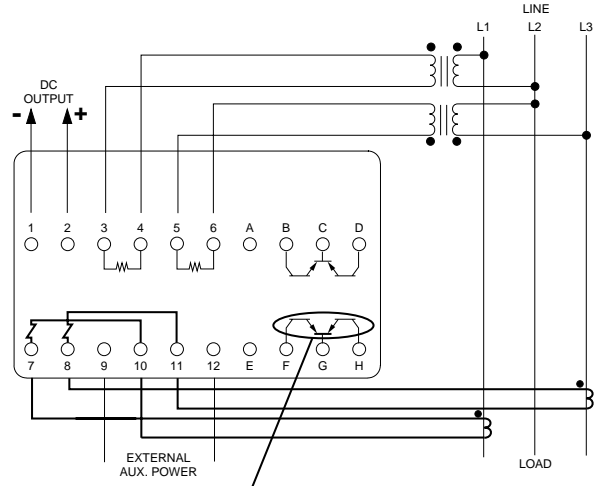 LINE
L1 L2 L3
DC
OUTPUT
- +
1 2 3 4 5 6 A B C D
7 8 9 10 11 12 E F G H
EXTERNAL
AUX. POWER
LOAD